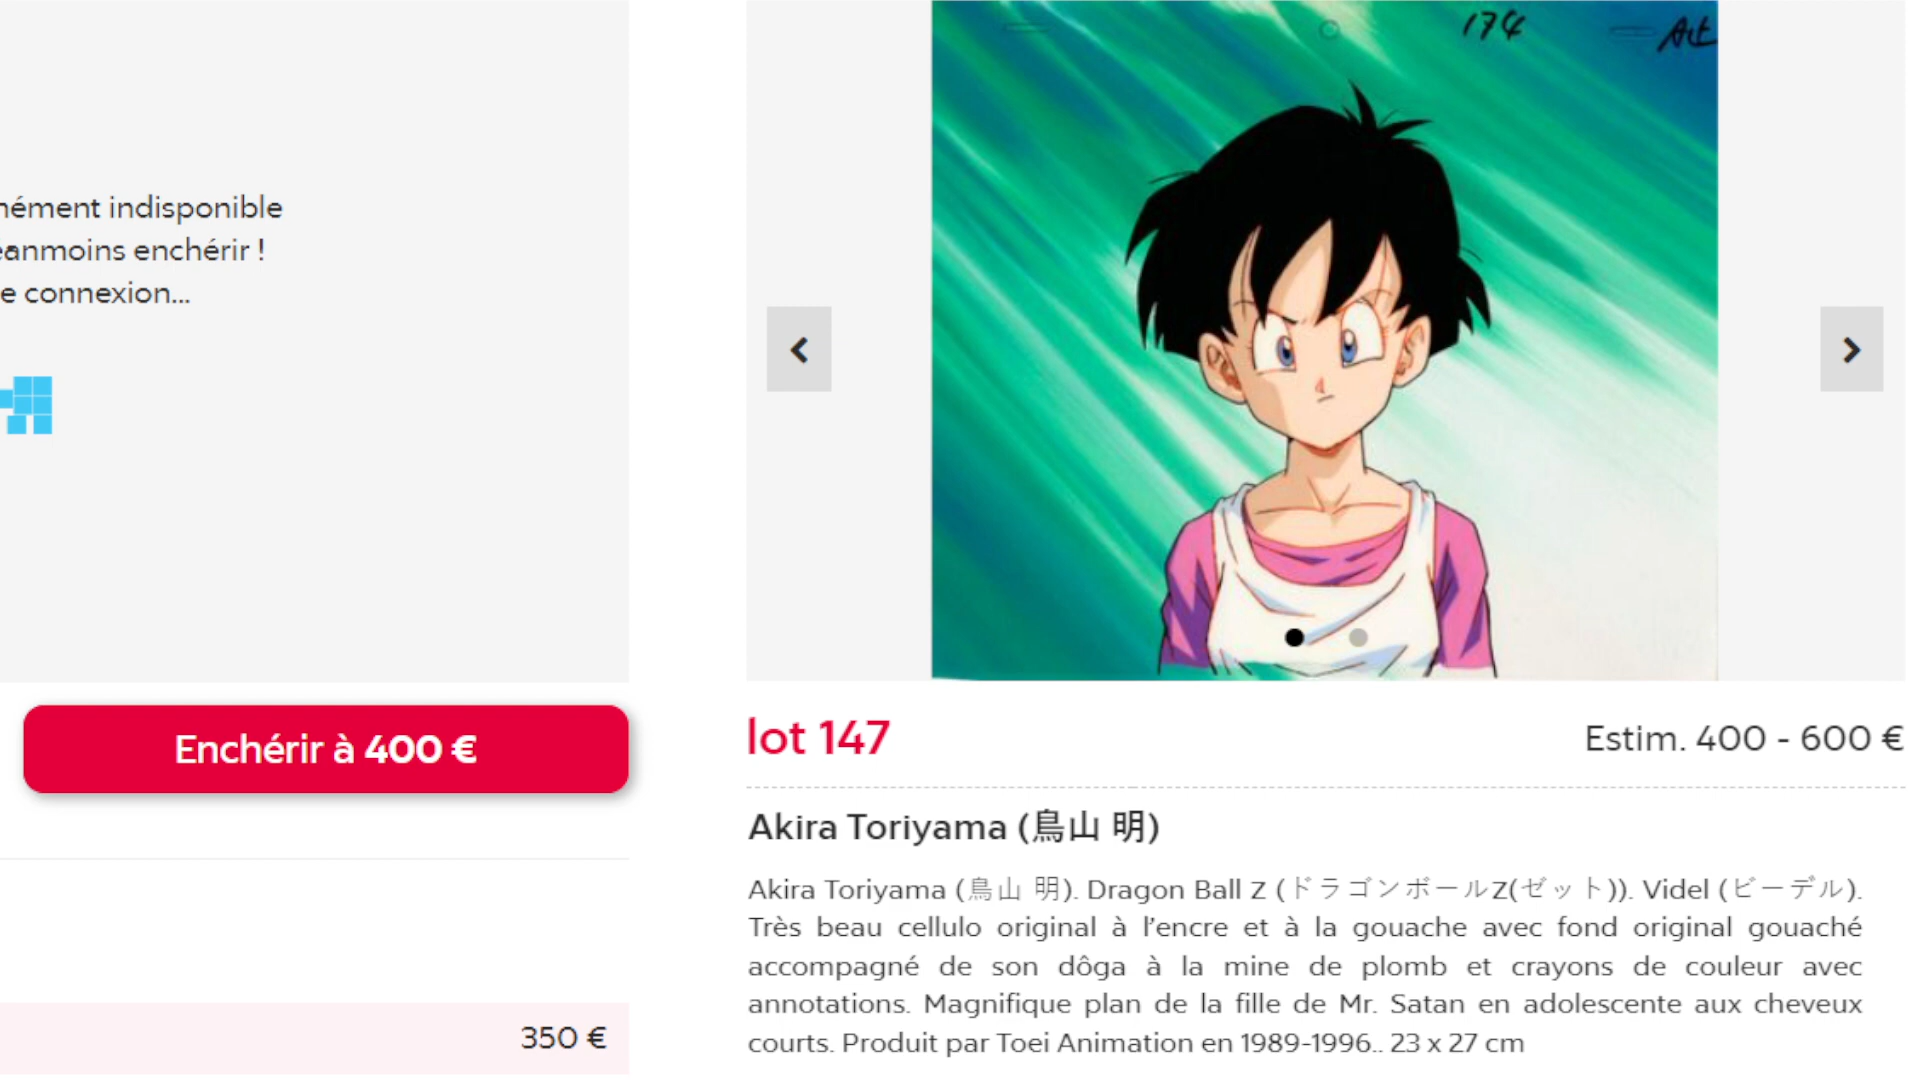 nément indisponible
éanmoins enchérir !
e connexion...
Enchérir à 400 €
350 €
174
lot 147
Estim. 400 - 600 €
Akira Toriyama (鳥山 明)
Akira Toriyama (鳥山 明). Dragon Ball Z (ドラゴンボールZ(ゼット)). Videl (ビーデル).
Très beau cellulo original à l'encre et à la gouache avec fond original gouaché
accompagné de son dôga à la mine de plomb et crayons de couleur avec
annotations. Magnifique plan de la fille de Mr. Satan en adolescente aux cheveux
courts. Produit par Toei Animation en 1989-1996.. 23 x 27 cm